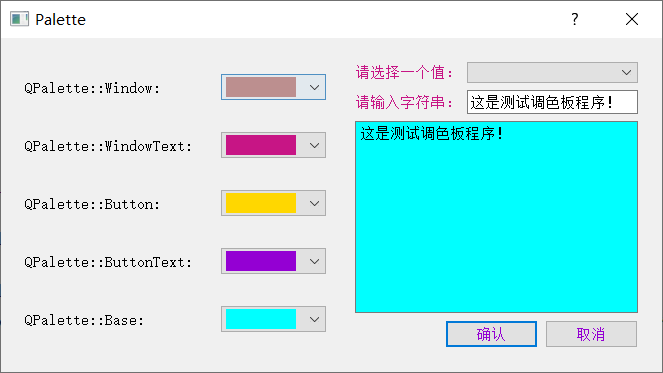 Palette
QPalette::Window:
QPalette::WindowText:
QPalette::Button:
QPalette::ButtonText:
QPalette::Base:
请选择一个值：
请输入字符串： 这是测试调色板程序！
这是测试调色板程序！
确认 取消